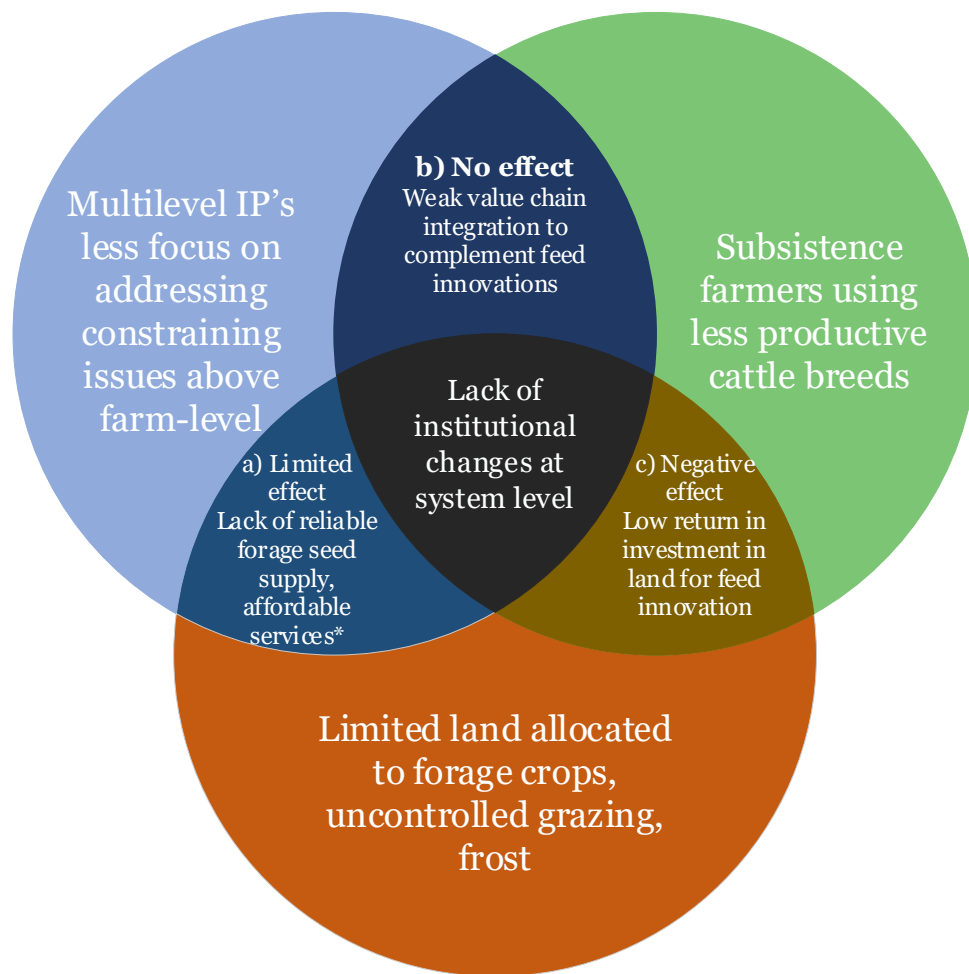 b) No effect
Weak value chain
integration to
complement feed
innovations
Multilevel IP’s
less focus on
addressing
constraining
issues above
farm-level
Subsistence
farmers using
less productive
cattle breeds
Lack of
institutional
changes at
system level
a) Limited
effect
Lack of reliable
forage seed
supply,
affordable
services*
c) Negative
effect
Low return in
investment in
land for feed
innovation
Limited land allocated
to forage crops,
uncontrolled grazing,
frost